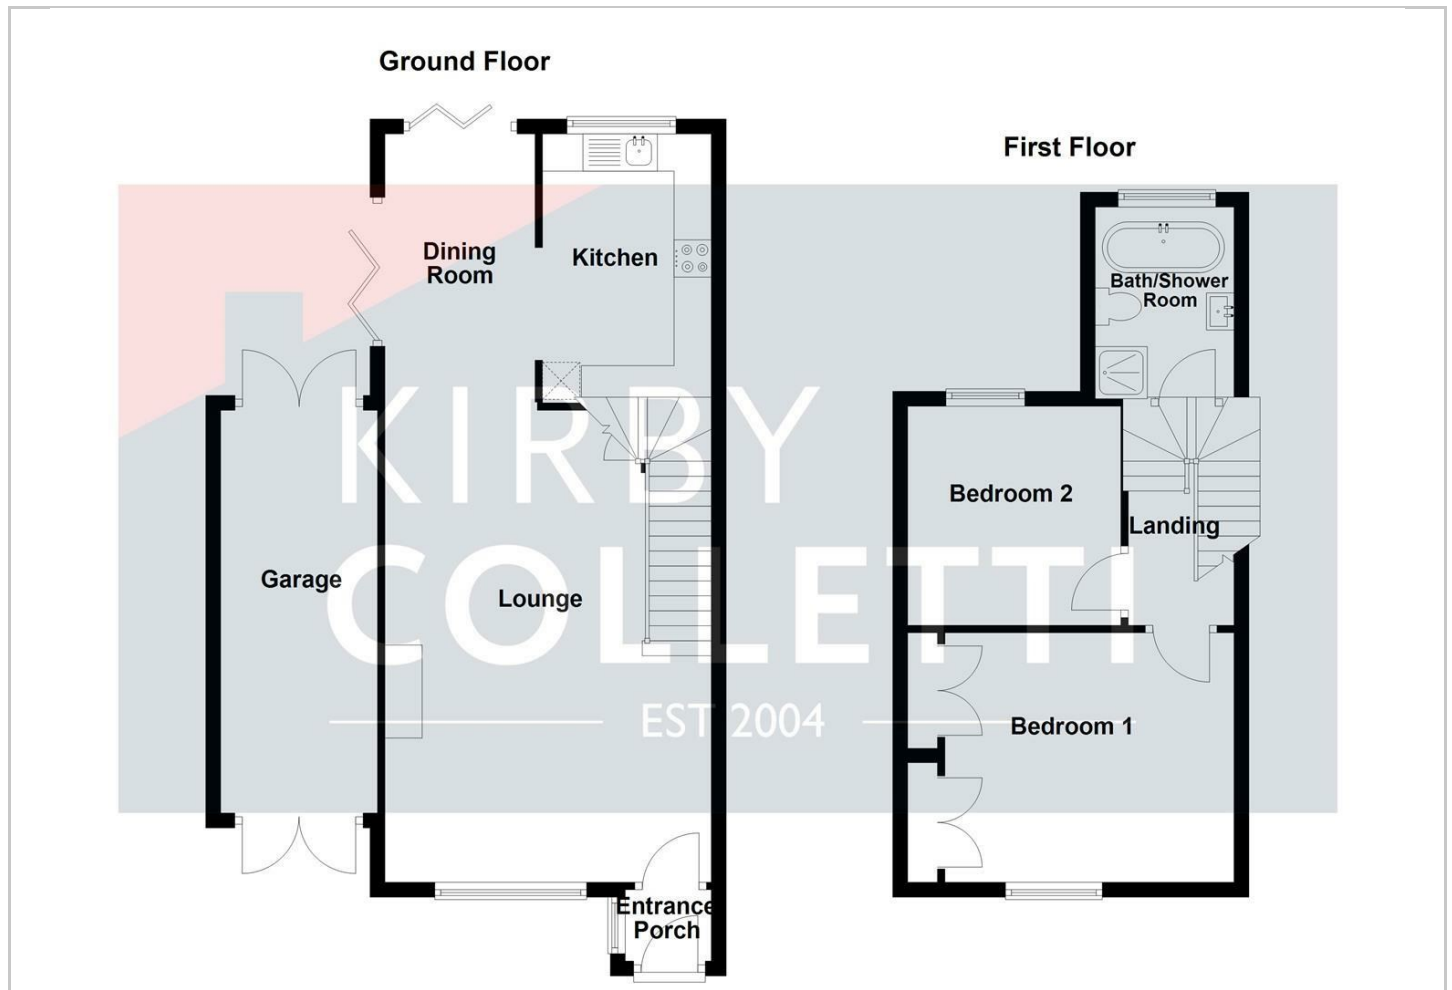 Ground Floor
First Floor
Dining
Room
Kitchen
Bath/Shower
Room
KIRBY
COLLETTI
EST 2004
Garage
Lounge
Bedroom 2
Landing
Bedroom 1
Entrance
Porch